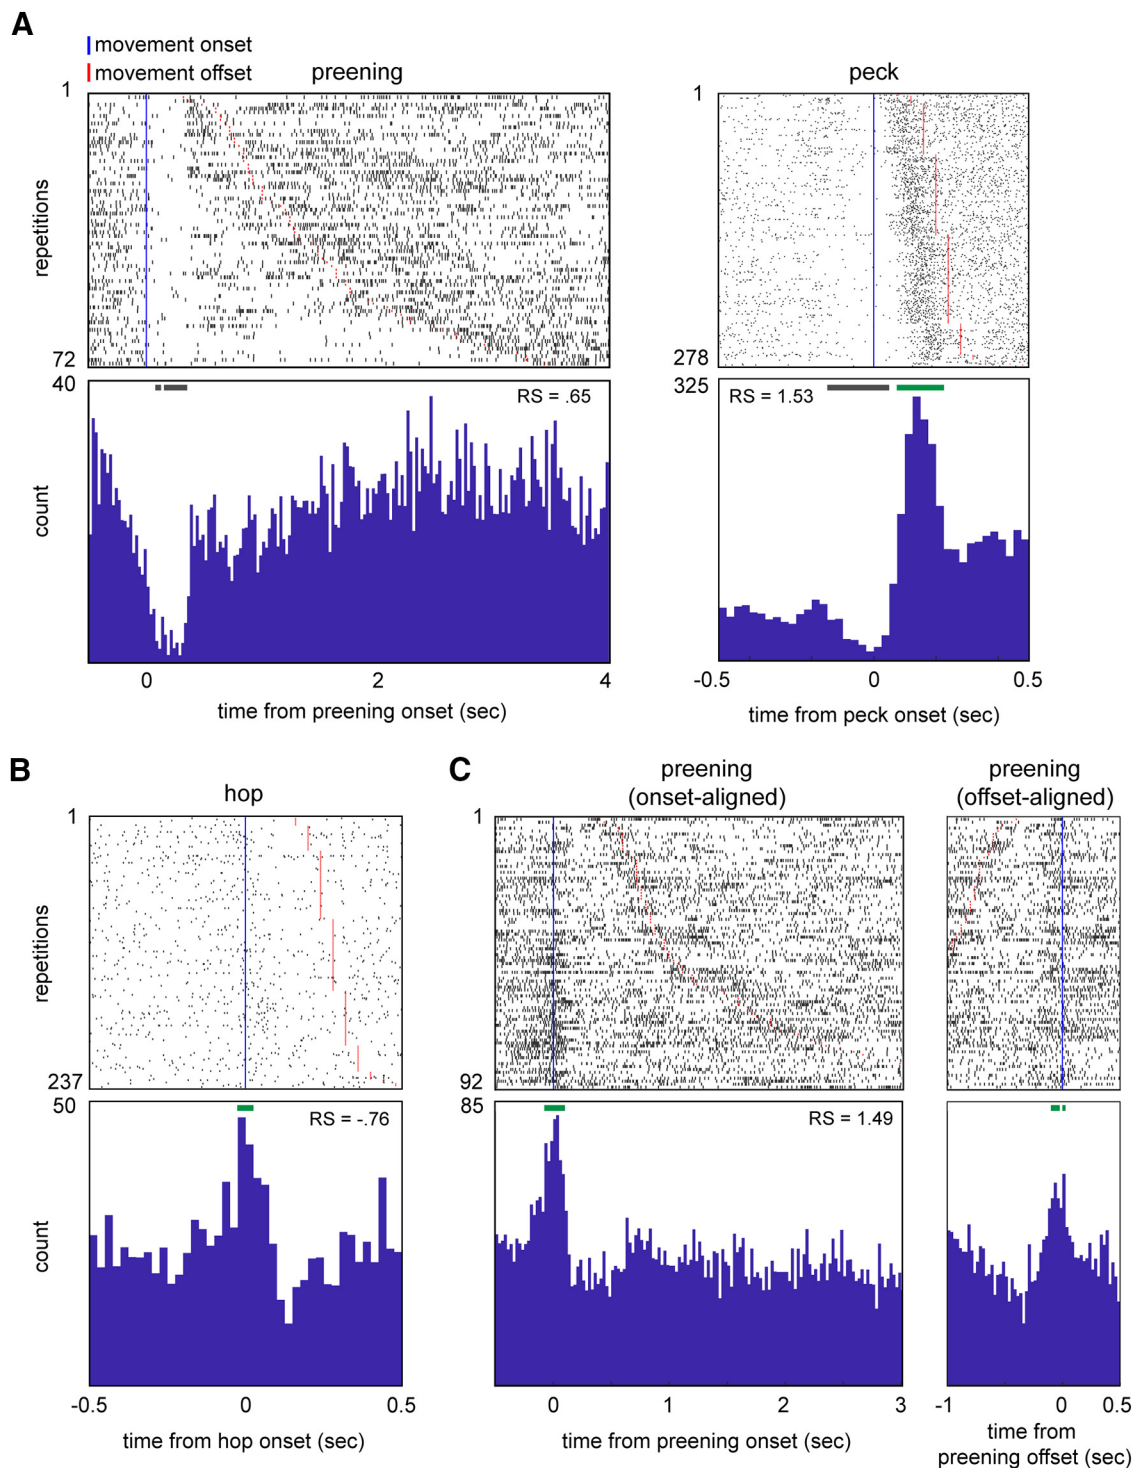 A
movement onset
movement offset
preening
peck
1
repetitions
72
1
278
40
RS = .65
count
0
2
4
time from preening onset (sec)
325
RS = 1.53
-0.5
0
0.5
time from peck onset (sec)
B
hop
1
repetitions
237
50
RS = -.76
count
-0.5
0
0.5
time from hop onset (sec)
C
preening
(onset-aligned)
preening
(offset-aligned)
1
92
85
RS = 1.49
0
1
2
3
time from preening onset (sec)
-1
0
0.5
time from
preening offset (sec)